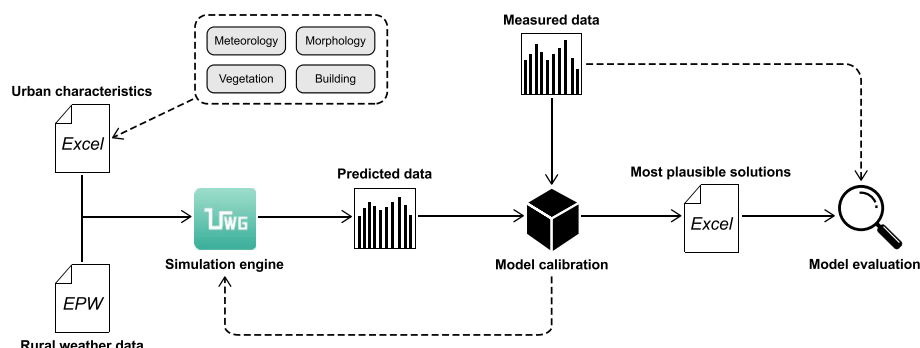 Measured data
Meteorology
Morphology
Vegetation
Building
Urban characteristics
Excel
Predicted data
Most plausible solutions
UWG
Excel
Simulation engine
Model calibration
Model evaluation
EPW
Rural weather data